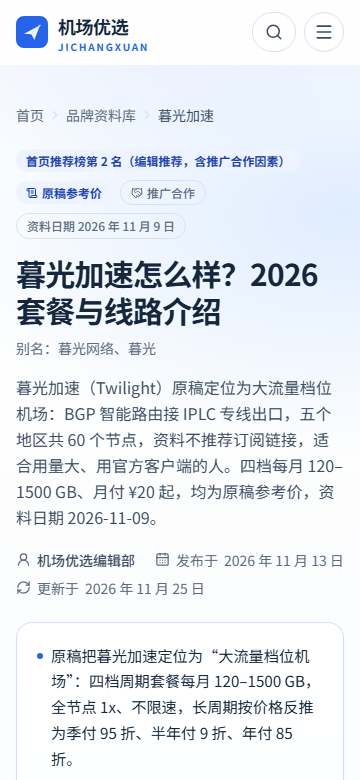 机场优选
JICHANGXUAN
首页 > 品牌资料库 > 暮光加速
首页推荐榜第 2 名（编辑推荐，含推广合作因素）
原稿参考价 推广合作
资料日期 2026 年 11 月 9 日
暮光加速怎么样？2026
套餐与线路介绍
别名：暮光网络、暮光
暮光加速（Twilight）原稿定位为大流量档位
机场：BGP 智能路由接 IPLC 专线出口，五个
地区共 60 个节点，资料不推荐订阅链接，适
合用量大、用官方客户端的人。四档每月 120–
1500 GB、月付 ¥20 起，均为原稿参考价，资
料日期 2026-11-09。
机场优选编辑部 发布于 2026 年 11 月 13 日
更新于 2026 年 11 月 25 日
原稿把暮光加速定位为“大流量档位机
场”：四档周期套餐每月 120–1500 GB，
全节点 1x、不限速，长周期按价格反推
为季付 95 折、半年付 9 折、年付 85
折。